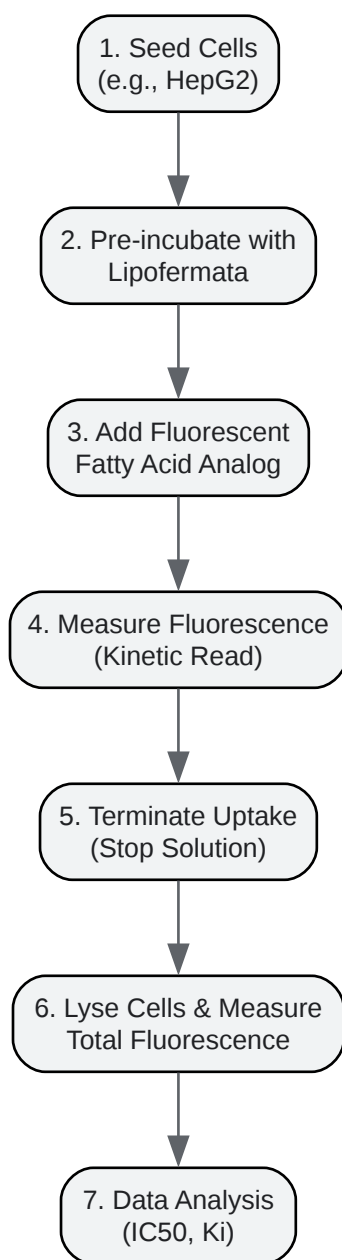 1. Seed Cells
(e.g., HepG2)
2. Pre-incubate with
Lipofermata
3. Add Fluorescent
Fatty Acid Analog
4. Measure Fluorescence
(Kinetic Read)
5. Terminate Uptake
(Stop Solution)
6. Lyse Cells & Measure
Total Fluorescence
7. Data Analysis
(IC50, Ki)